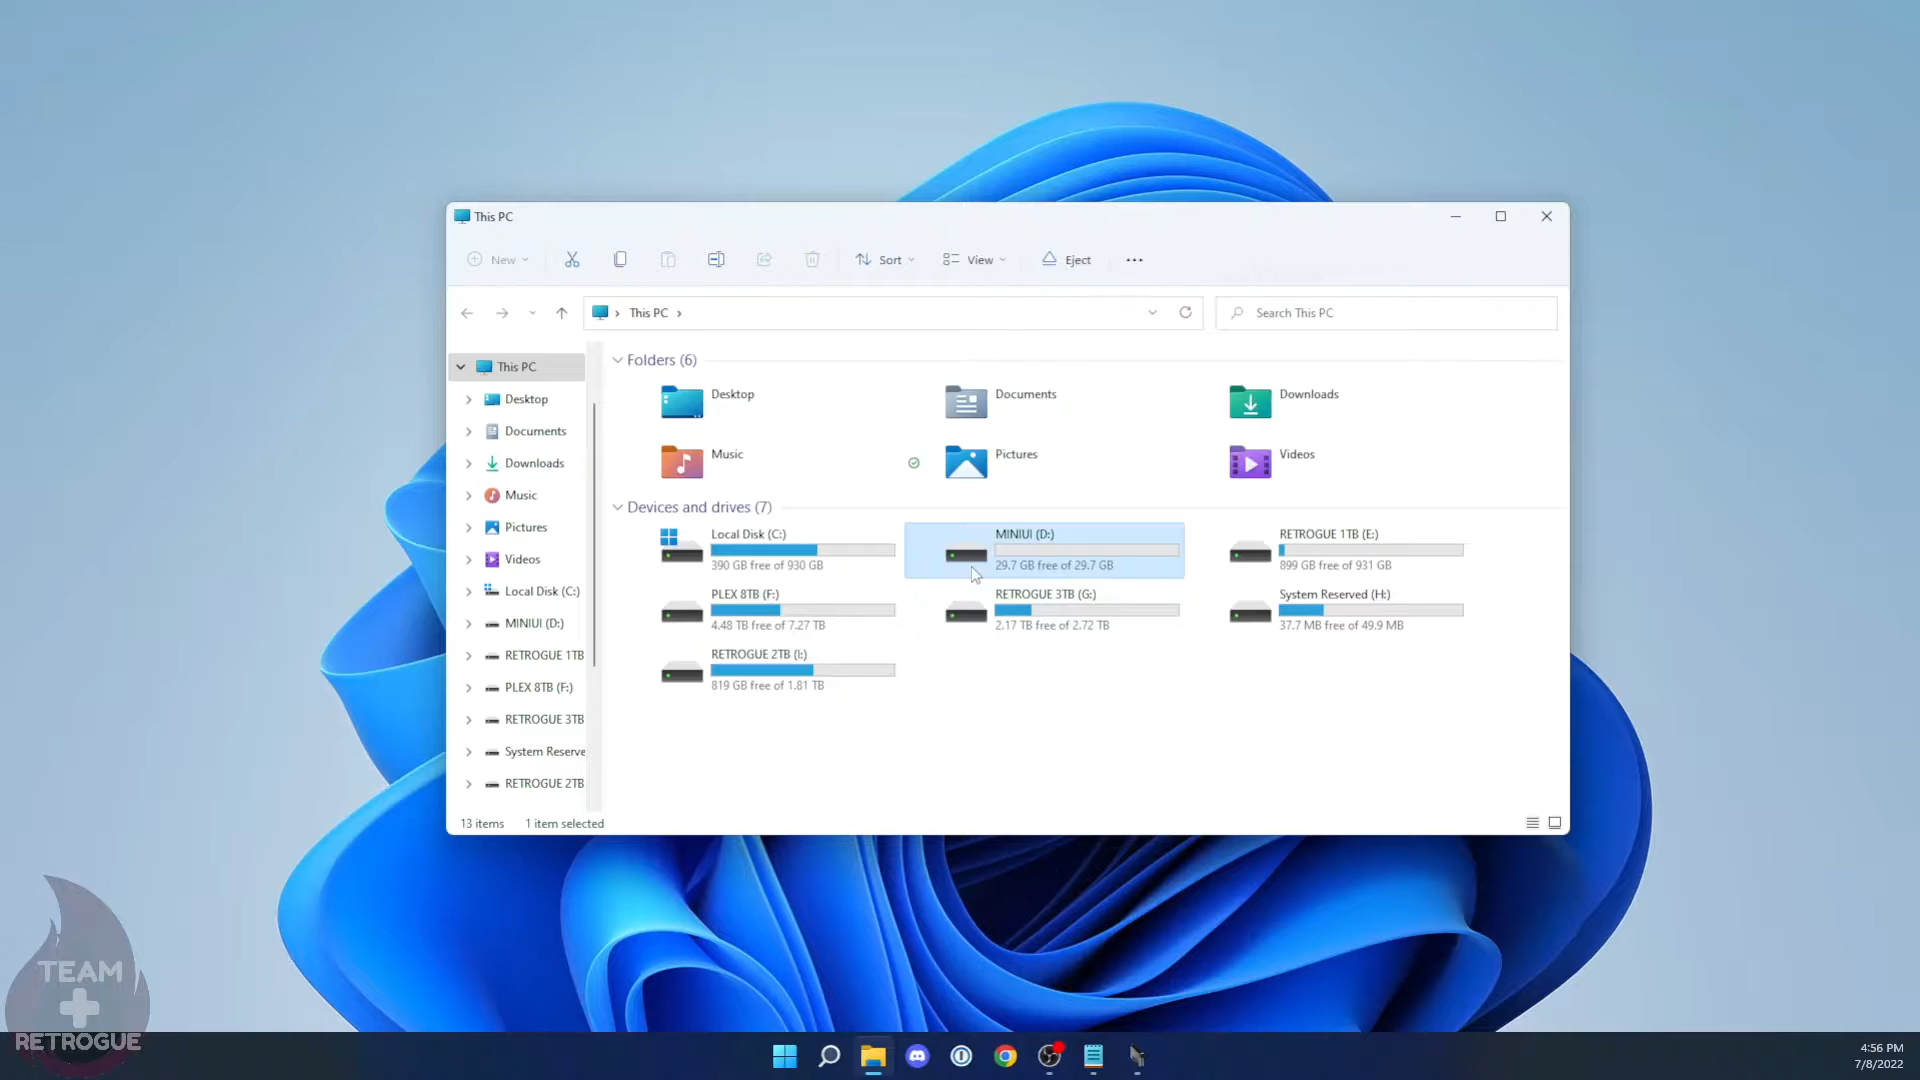 This PC
New
Sort
View
Eject
This PC
Search This PC
This PC
Desktop
Documents
Downloads
Music
Pictures
Videos
Local Disk (C:)
MINIUI (D:)
RETROGUE 1TB
PLEX 8TB (F:)
RETROGUE 3TB
System Reserve
RETROGUE 2TB
Folders (6)
Desktop
Documents
Downloads
Music
Pictures
Videos
Devices and drives (7)
Local Disk (C:)
390 GB free of 930 GB
MINIUI (D:)
29.7 GB free of 29.7 GB
RETROGUE 1TB (E:)
899 GB free of 931 GB
PLEX 8TB (F:)
4.48 TB free of 7.27 TB
RETROGUE 3TB (G:)
2.17 TB free of 2.72 TB
System Reserved (H:)
37.7 MB free of 49.9 MB
RETROGUE 2TB (I:)
819 GB free of 1.81 TB
13 items
1 item selected
TEAM
RETROGUE
4:56 PM
7/8/2022